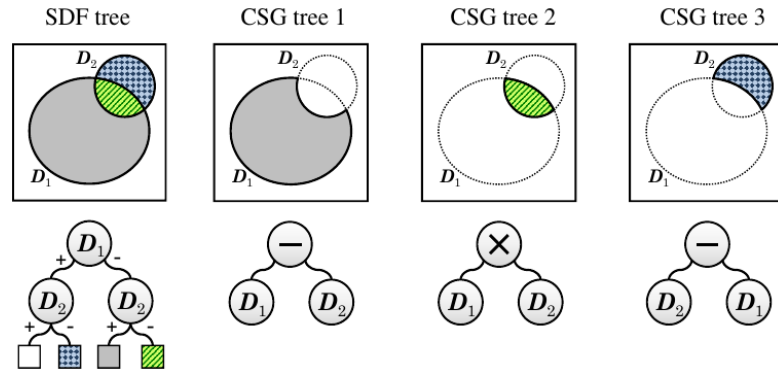 SDF tree CSG tree 1 CSG tree 2 CSG tree 3
D2 D2 D2 D2
D1 D1 D1 D1
D1 − × −
+ -
D2 D2 D1 D2 D1 D2 D2 D1
+ - + -